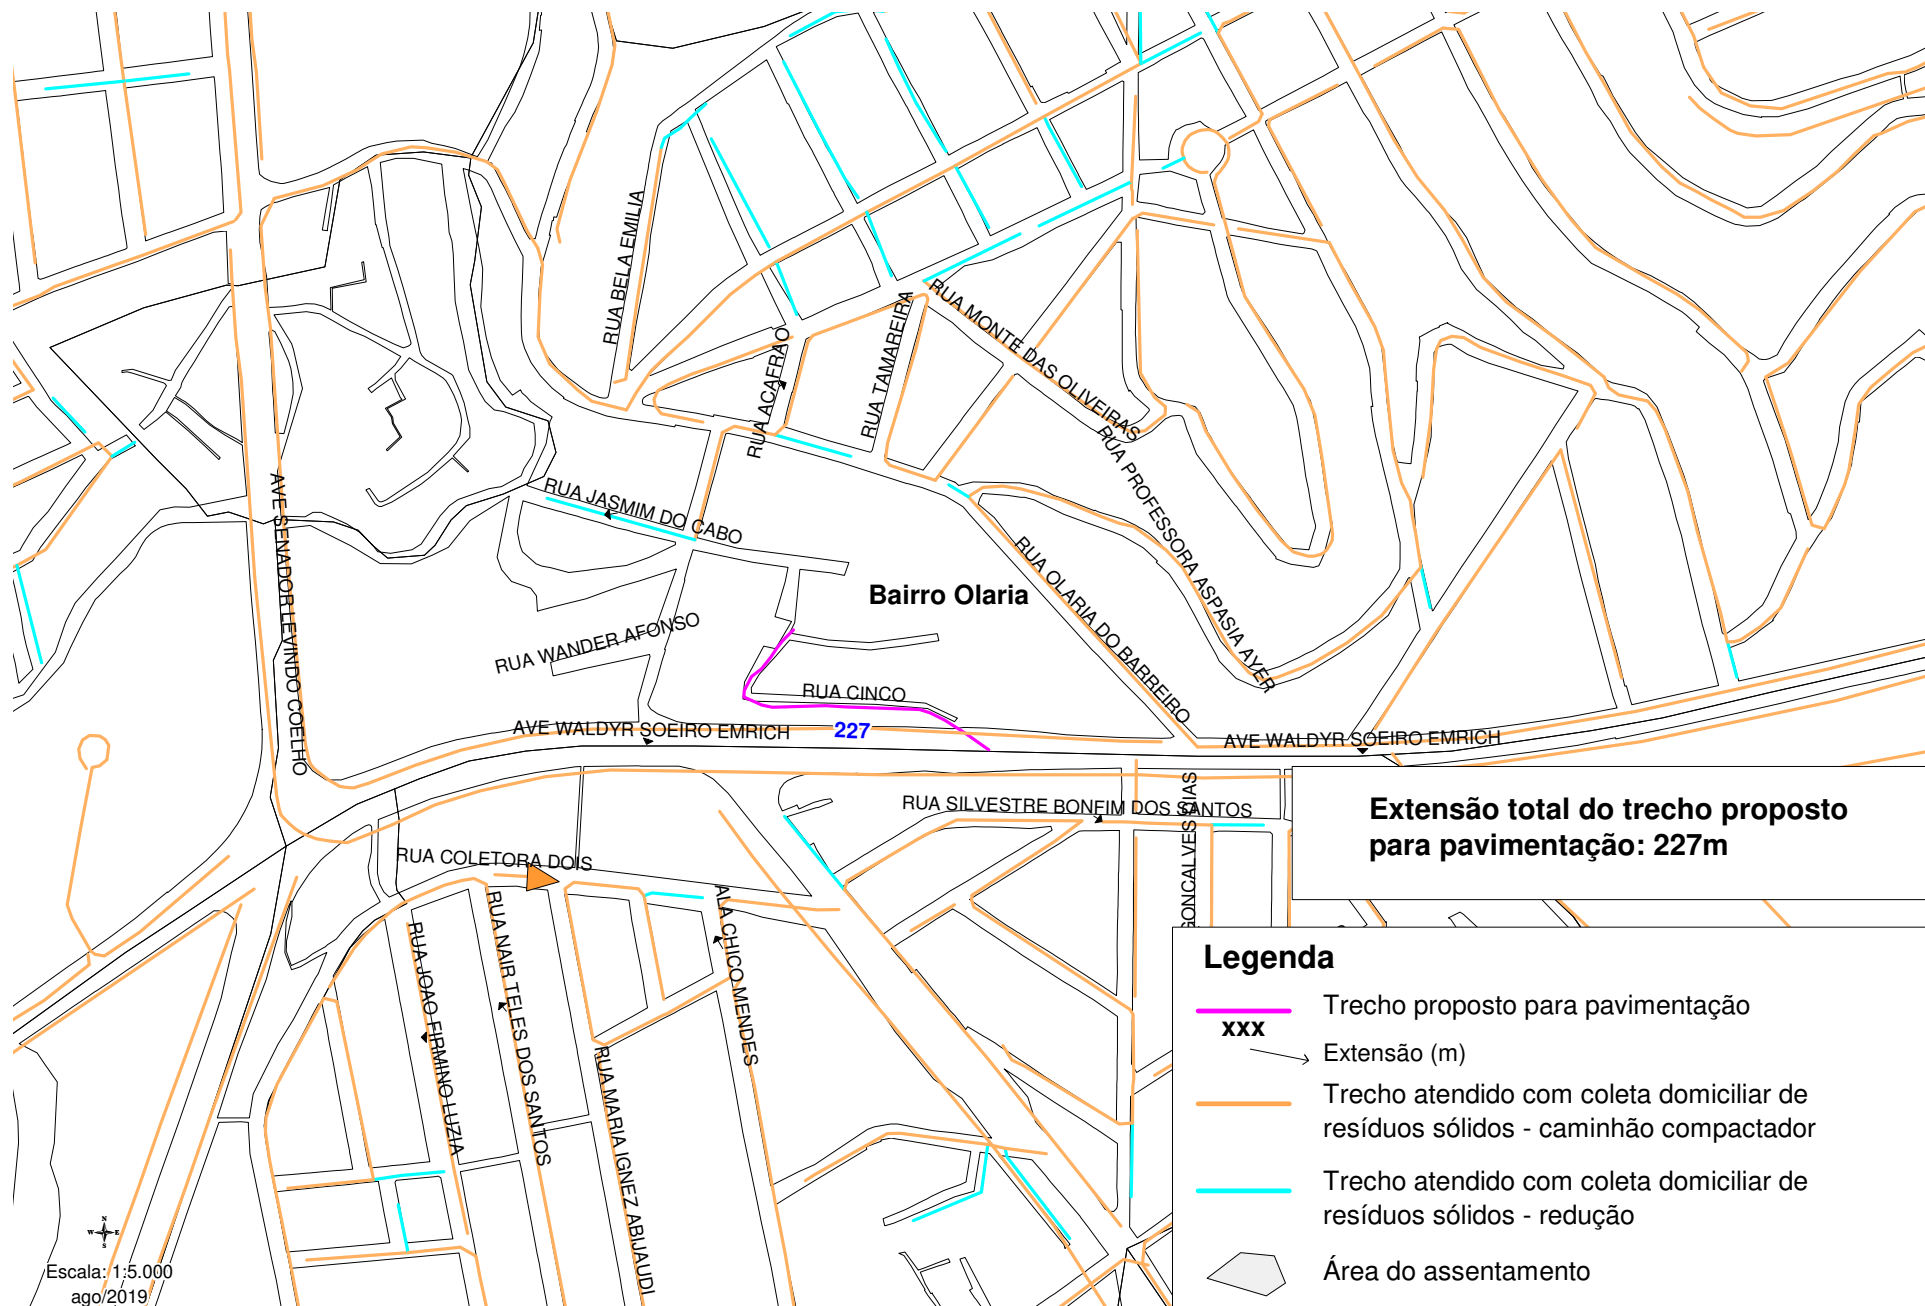 RUA BELA EMILIA
RUA MONTE DAS OLIVEIRAS
RUA TAMAREIRA
RUA ACAFRAO
RUA PROFESSORA ASPASIA AYER
RUA JASMIM DO CABO
AVE SENADOR LEVINDO COELHO
RUA OLARIA DO BARREIRO
Bairro Olaria
RUA WANDER AFONSO
RUA CINCO
AVE WALDYR SOEIRO EMRICH
227
AVE WALDYR SOEIRO EMRICH
RUA SILVESTRE BONFIM DOS SANTOS
GONCALVES DIAS
Extensão total do trecho proposto
para pavimentação: 227m
RUA COLETORA DOIS
ALA CHICO MENDES
RUA NAIR TELES DOS SANTOS
RUA JOAO FIRMINO LUZIA
RUA MARIA IGNEZ ABIJAUDI
Legenda
Trecho proposto para pavimentação
xxx
Extensão (m)
Trecho atendido com coleta domiciliar de
resíduos sólidos - caminhão compactador
Trecho atendido com coleta domiciliar de
resíduos sólidos - redução
Área do assentamento
N
W E
S
Escala: 1:5.000
ago/2019